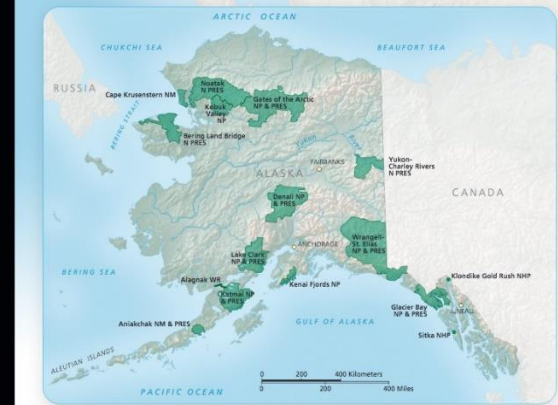 ARCTIC OCEAN
CHUKCHI SEA
BEAUFORT SEA
RUSSIA
Noatak
N PRES
Cape Krusenstern NM
Kobuk
Valley
NP
Gates of the Arctic
NP & PRES
BERING STRAIT
Bering Land Bridge
N PRES
Yukon
River
FAIRBANKS
Yukon-
Charley Rivers
N PRES
ALASKA
CANADA
Denali NP
& PRES
Wrangell-
St. Elias
NP & PRES
ANCHORAGE
Lake Clark
NP & PRES
BERING SEA
Alagnak WR
Katmai NP
& PRES
Kenai Fjords NP
Klondike Gold Rush NHP
Glacier Bay
NP & PRES
JUNEAU
Aniakchak NM & PRES
GULF OF ALASKA
Sitka NHP
ALEUTIAN ISLANDS
0 200 400 Kilometers
0 200 400 Miles
PACIFIC OCEAN